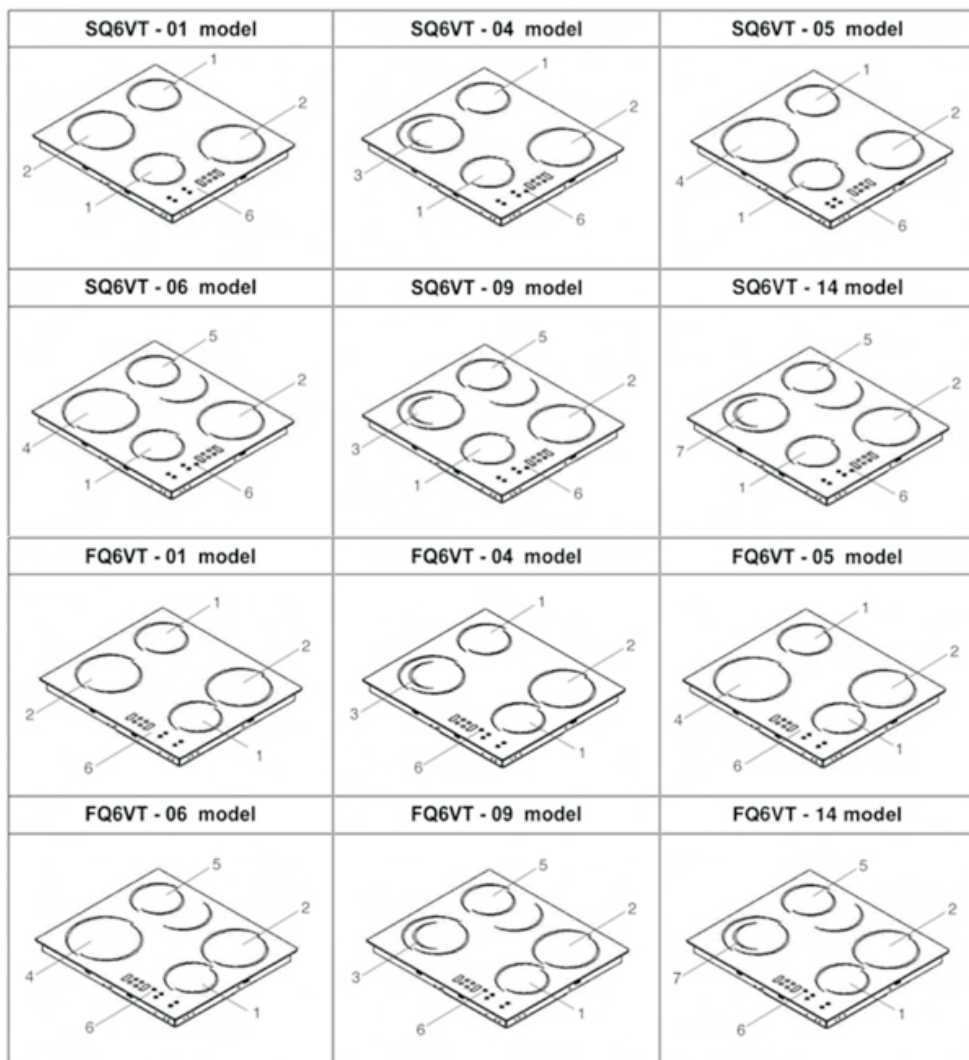 SQ6VT - 01 model SQ6VT - 04 model SQ6VT - 05 model
1 1 1
2 2 2
2 3 4
1 1 1
6 6 6
SQ6VT - 06 model SQ6VT - 09 model SQ6VT - 14 model
5 5 5
2 2 2
4 3 7
1 1 1
6 6 6
FQ6VT - 01 model FQ6VT - 04 model FQ6VT - 05 model
1 1 1
2 2 2
2 3 4
6 1 6 1 6 1
FQ6VT - 06 model FQ6VT - 09 model FQ6VT - 14 model
5 5 5
2 2 2
4 3 7
6 1 6 1 6 1